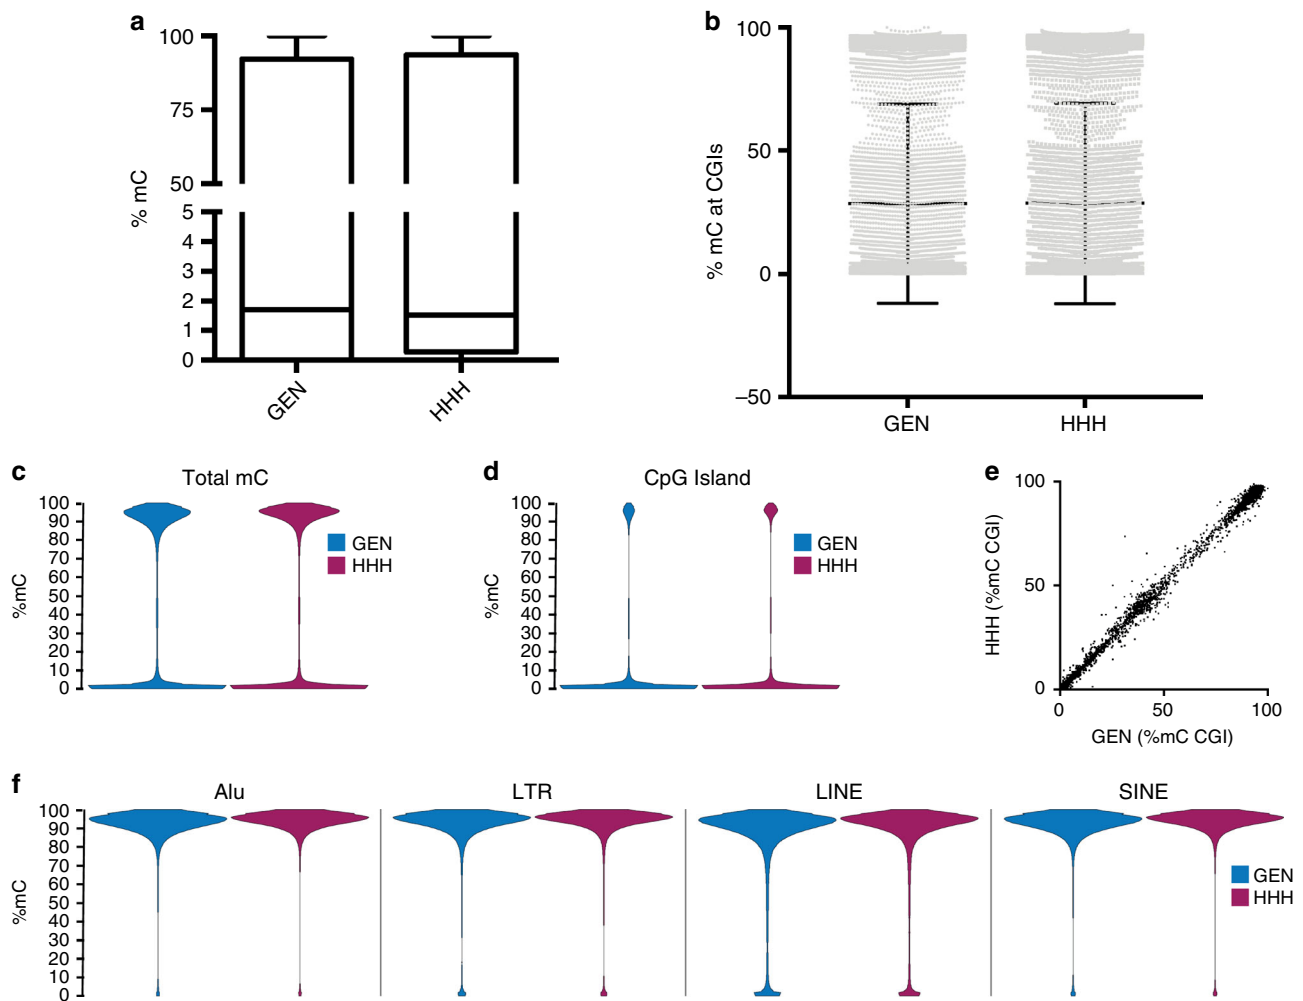 a
100
75
50
5
4
3
2
1
0
% mC
GEN
HHH
b
100
50
0
–50
% mC at CGIs
GEN
HHH
c
Total mC
100
90
80
70
60
50
40
30
20
10
0
%mC
GEN
HHH
d
CpG Island
100
90
80
70
60
50
40
30
20
10
0
%mC
GEN
HHH
e
100
50
0
HHH (%mC CGI)
0
50
100
GEN (%mC CGI)
f
Alu
LTR
LINE
SINE
100
90
80
70
60
50
40
30
20
10
0
%mC
GEN
HHH